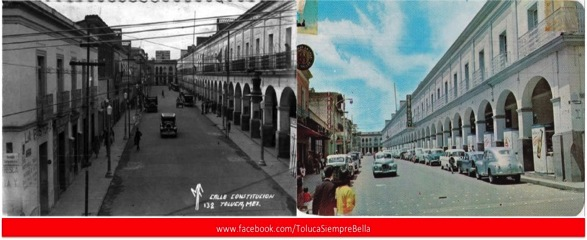 CALLE CONSTITUCION
132 TOLUCA, MEX.
www.facebook.com/TolucaSiempreBella